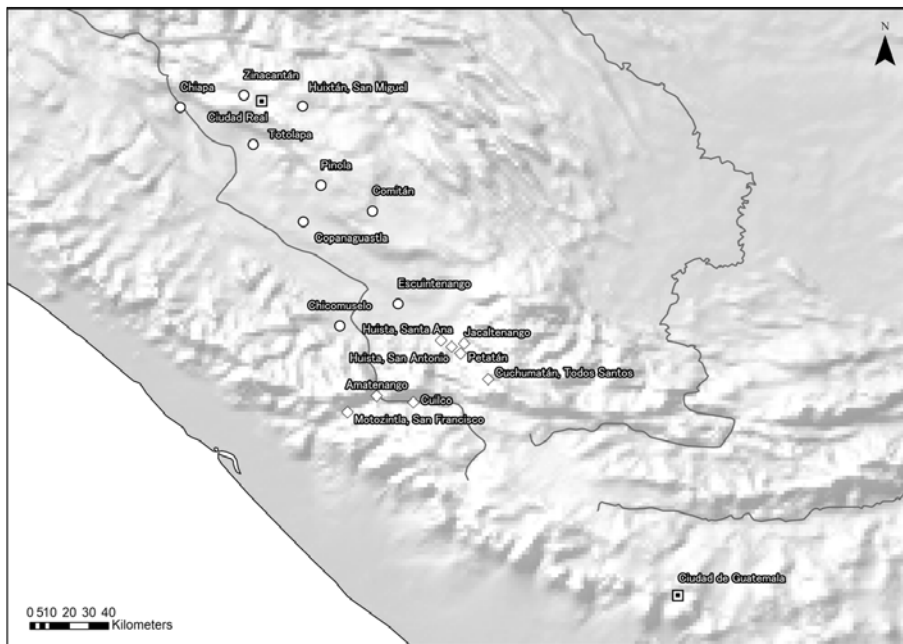 N
Zinacantán
Chiapa
Huixtán, San Miguel
Ciudad Real
Totolapa
Pinola
Comitán
Copanaguastla
Escuintenango
Chicomuselo
Huista, Santa Ana
Jacaltenango
Huista, San Antonio
Petatán
Cuchumatán, Todos Santos
Amatenango
Cuilco
Motozintla, San Francisco
Ciudad de Guatemala
0 510 20 30 40
Kilometers